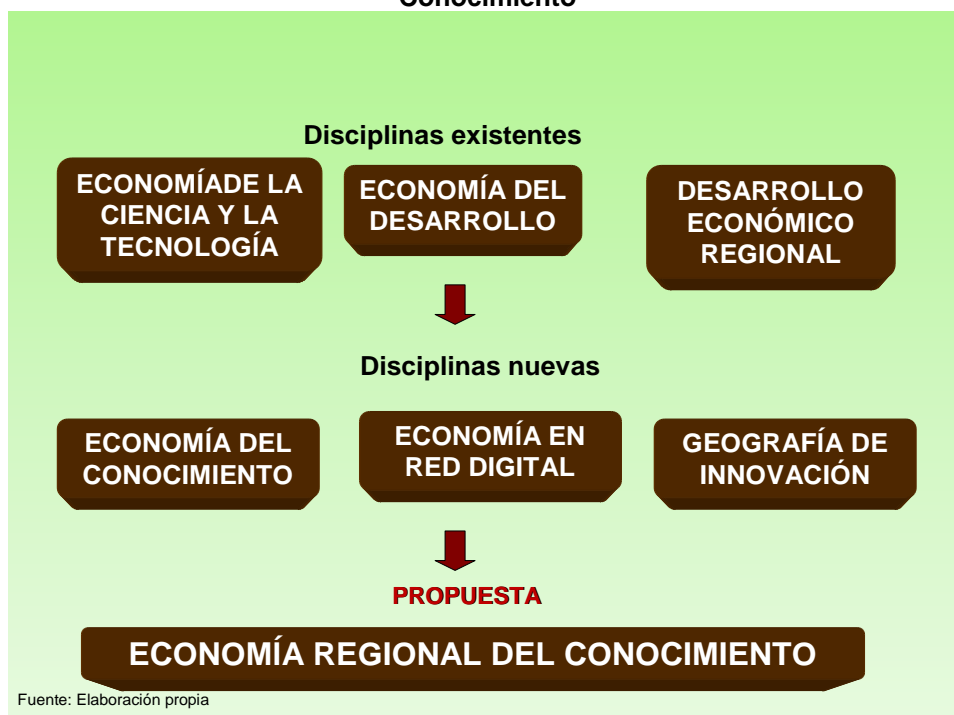 Conocimiento
Disciplinas existentes
ECONOMÍADE LA
CIENCIA Y LA
TECNOLOGÍA
ECONOMÍA DEL
DESARROLLO
DESARROLLO
ECONÓMICO
REGIONAL
Disciplinas nuevas
ECONOMÍA DEL
CONOCIMIENTO
ECONOMÍA EN
RED DIGITAL
GEOGRAFÍA DE
INNOVACIÓN
PROPUESTA
ECONOMÍA REGIONAL DEL CONOCIMIENTO
Fuente: Elaboración propia